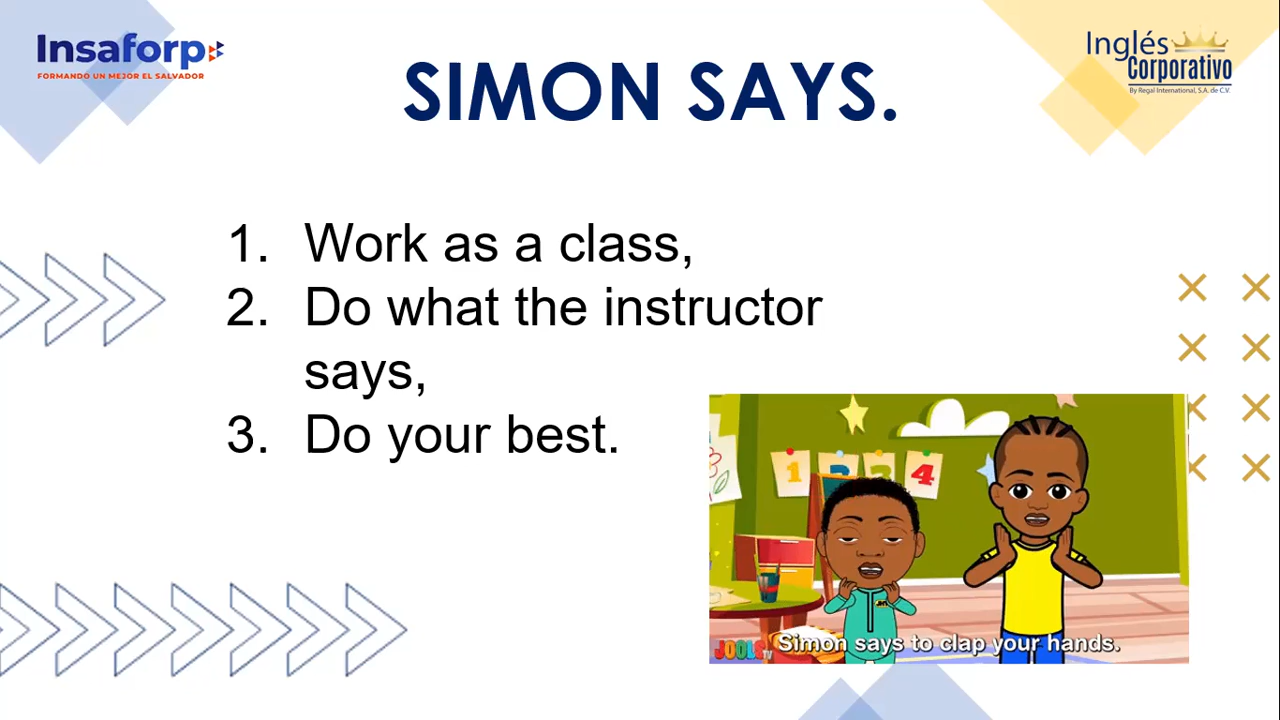 Insaforp
FORMANDO UN MEJOR EL SALVADOR
Inglés
Corporativo
By Regal International, S.A. de C.V.
SIMON SAYS.
1. Work as a class,
2. Do what the instructor
says,
3. Do your best.
1 2 3 4
JOOLS TV
Simon says to clap your hands.